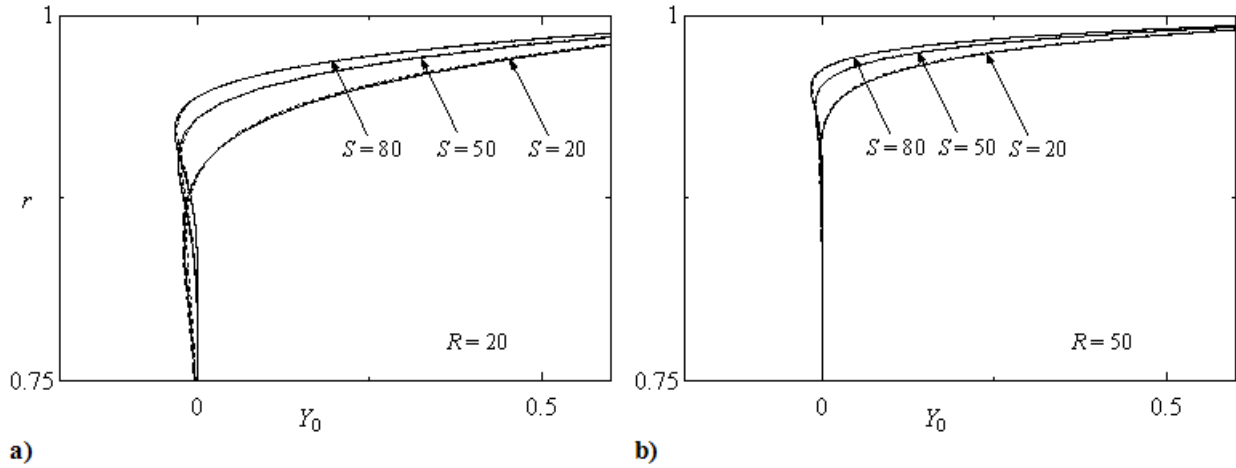 1
S = 80
S = 50
S = 20
r
R = 20
0.75
0
Y₀
0.5
a)
1
S = 80
S = 50
S = 20
R = 50
0.75
0
Y₀
0.5
b)